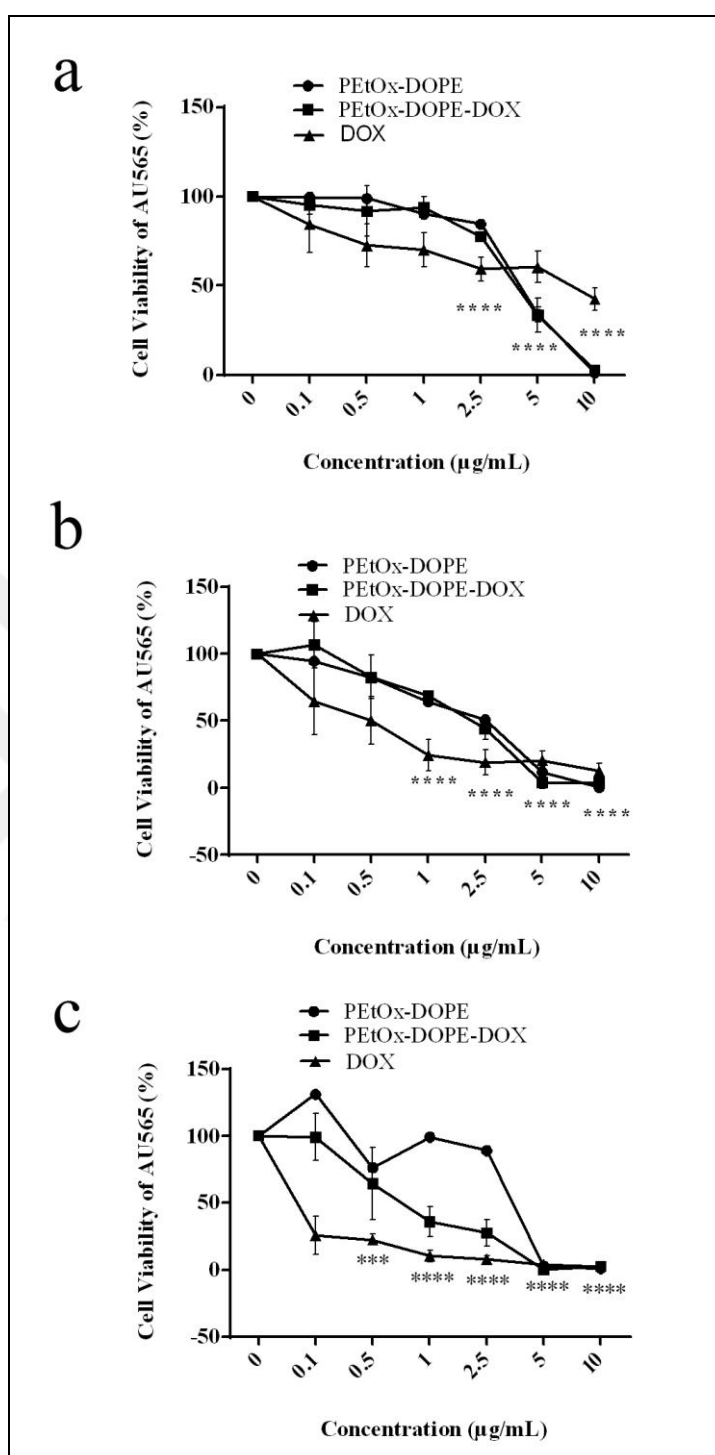 a
PEtOx-DOPE
PEtOx-DOPE-DOX
DOX
Cell Viability of AU565 (%)
150
100
50
0
****
****
****
0
0.1
0.5
1
2.5
5
10
Concentration (µg/mL)
b
PEtOx-DOPE
PEtOx-DOPE-DOX
DOX
Cell Viability of AU565 (%)
150
100
50
0
-50
****
****
****
****
0
0.1
0.5
1
2.5
5
10
Concentration (µg/mL)
c
PEtOx-DOPE
PEtOx-DOPE-DOX
DOX
Cell Viability of AU565 (%)
150
100
50
0
-50
***
****
****
****
****
0
0.1
0.5
1
2.5
5
10
Concentration (µg/mL)